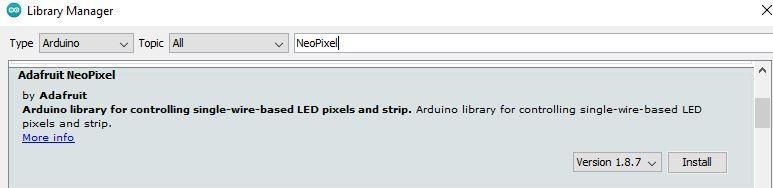 Library Manager
Type Arduino Topic All NeoPixel
Adafruit NeoPixel
by Adafruit
Arduino library for controlling single-wire-based LED pixels and strip. Arduino library for controlling single-wire-based LED
pixels and strip.
More info
Version 1.8.7 Install